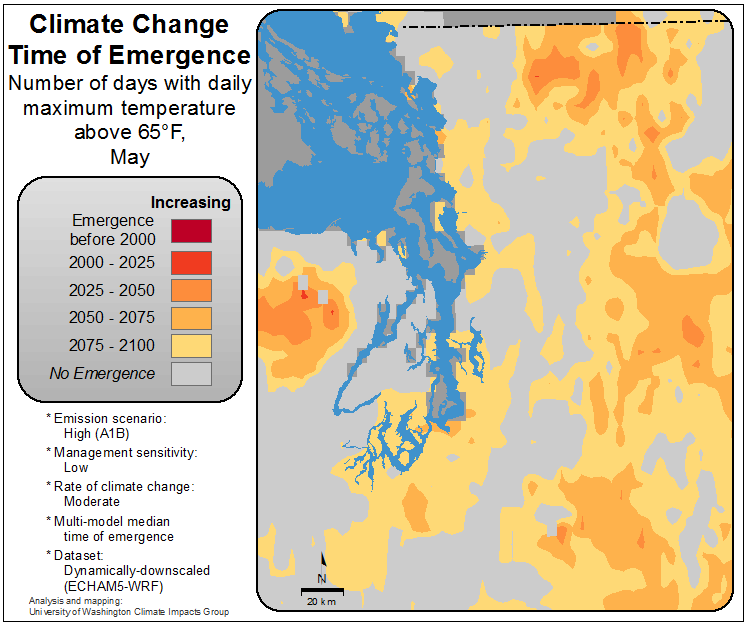 Climate Change
Time of Emergence
Number of days with daily
maximum temperature
above 65°F,
May
Increasing
Emergence
before 2000
2000 - 2025
2025 - 2050
2050 - 2075
2075 - 2100
No Emergence
* Emission scenario:
High (A1B)
* Management sensitivity:
Low
* Rate of climate change:
Moderate
* Multi-model median
time of emergence
* Dataset:
Dynamically-downscaled
(ECHAM5-WRF)
Analysis and mapping:
University of Washington Climate Impacts Group
N
20 km